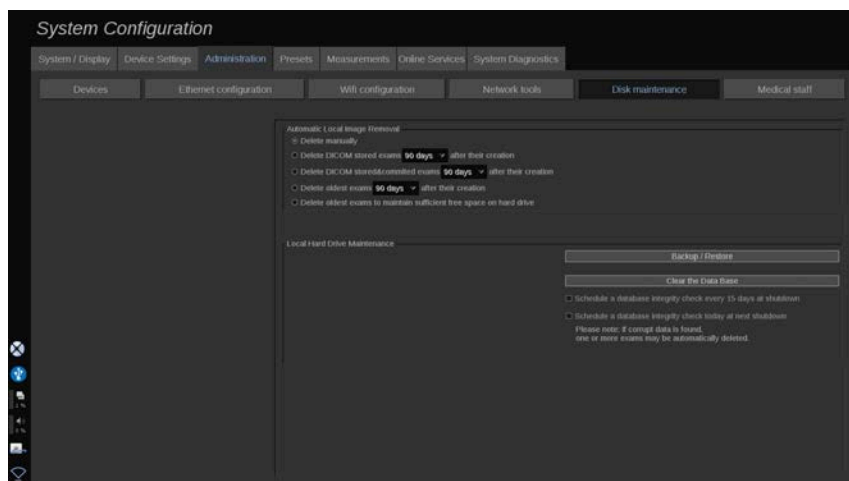 System Configuration
System / Display Device Settings Administration Presets Measurements Online Services System Diagnostics
Devices Ethernet configuration Wifi configuration Network tools Disk maintenance Medical staff
Automatic Local Image Removal
Delete manually
Delete DICOM stored exams 90 days after their creation
Delete DICOM stored&commited exams 90 days after their creation
Delete oldest exams 90 days after their creation
Delete oldest exams to maintain sufficient free space on hard drive
Local Hard Drive Maintenance
Backup / Restore
Clear the Data Base
Schedule a database integrity check every 15 days at shutdown
Schedule a database integrity check today at next shutdown
Please note: if corrupt data is found,
one or more exams may be automatically deleted.